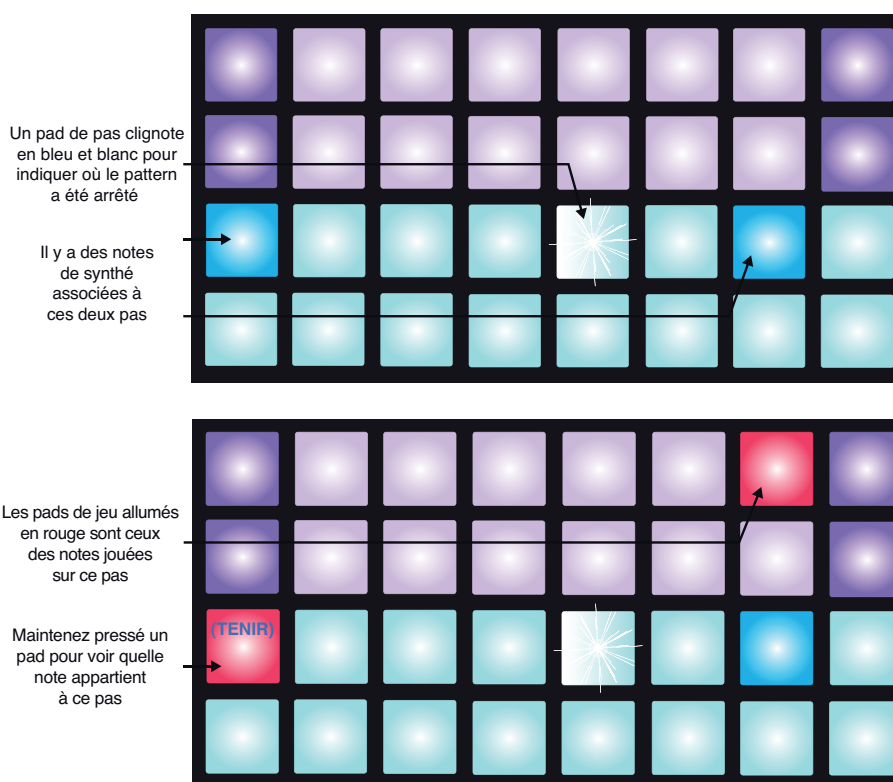 Un pad de pas clignote
en bleu et blanc pour
indiquer où le pattern
a été arrêté
Il y a des notes
de synthé
associées à
ces deux pas
Les pads de jeu allumés
en rouge sont ceux
des notes jouées
sur ce pas
(TENIR)
Maintenez pressé un
pad pour voir quelle
note appartient
à ce pas